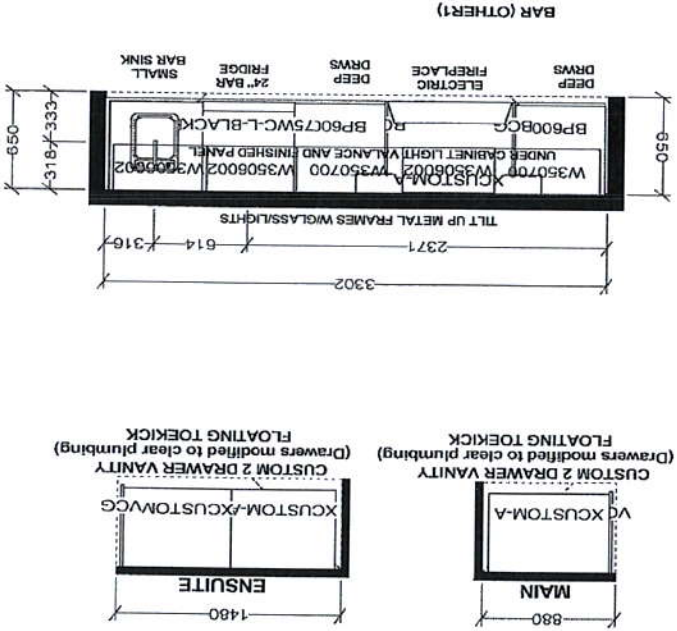 880
MAIN
XCUSTOM-A
CUSTOM 2 DRAWER VANITY
(Drawers modified to clear plumbing)
FLOATING TOEKICK
1480
ENSUITE
XCUSTOM-AXCUSTOMVCG
CUSTOM 2 DRAWER VANITY
(Drawers modified to clear plumbing)
FLOATING TOEKICK
3302
2371 614 316
TILT UP METAL FRAMES W/GLASS/LIGHTS
XCUSTOM-A
W350700 W3506002 W350700 W3506002
UNDER CABINET LIGHT VALANCE AND FINISHED PANEL
BP600BCG
650
318
333
650
DEEP
DRWS
ELECTRIC
FIREPLACE
DEEP
DRWS
24" BAR
FRIDGE
SMALL
BAR SINK
BAR (OTHER1)